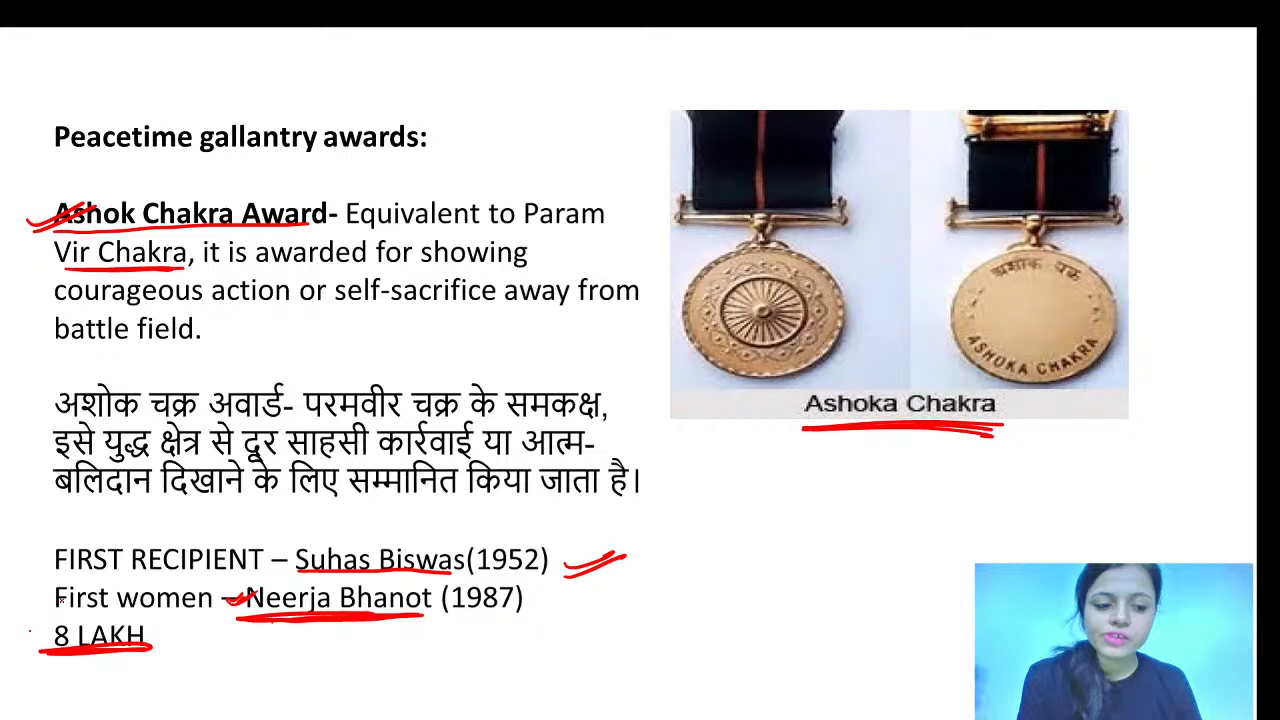 Peacetime gallantry awards:
Ashok Chakra Award- Equivalent to Param
Vir Chakra, it is awarded for showing
courageous action or self-sacrifice away from
battle field.
अशोक चक्र अवार्ड- परमवीर चक्र के समकक्ष,
इसे युद्ध क्षेत्र से दूर साहसी कार्रवाई या आत्म-
बलिदान दिखाने के लिए सम्मानित किया जाता है।
FIRST RECIPIENT – Suhas Biswas(1952)
First women – Neerja Bhanot (1987)
8 LAKH
अशोक चक्र
ASHOKA CHAKRA
Ashoka Chakra